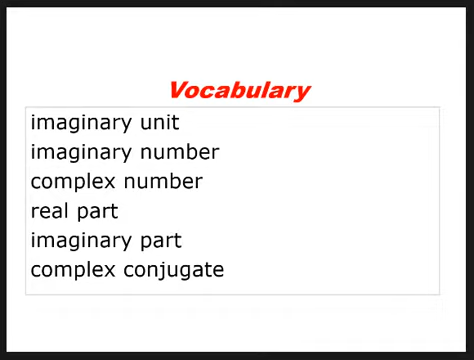 Vocabulary
imaginary unit
imaginary number
complex number
real part
imaginary part
complex conjugate